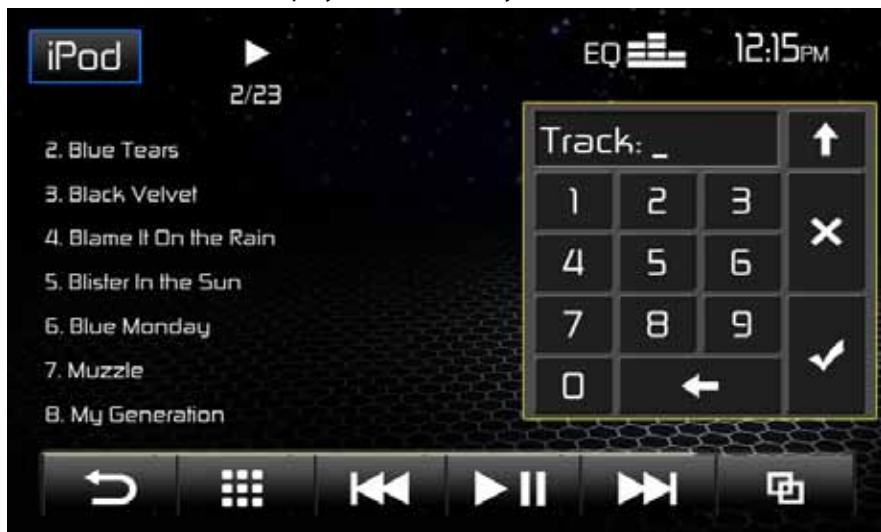 iPod
2/23
EQ
12:15PM
2. Blue Tears
3. Black Velvet
4. Blame It On the Rain
5. Blister In the Sun
6. Blue Monday
7. Muzzle
8. My Generation
Track: _
1 2 3
4 5 6
7 8 9
0